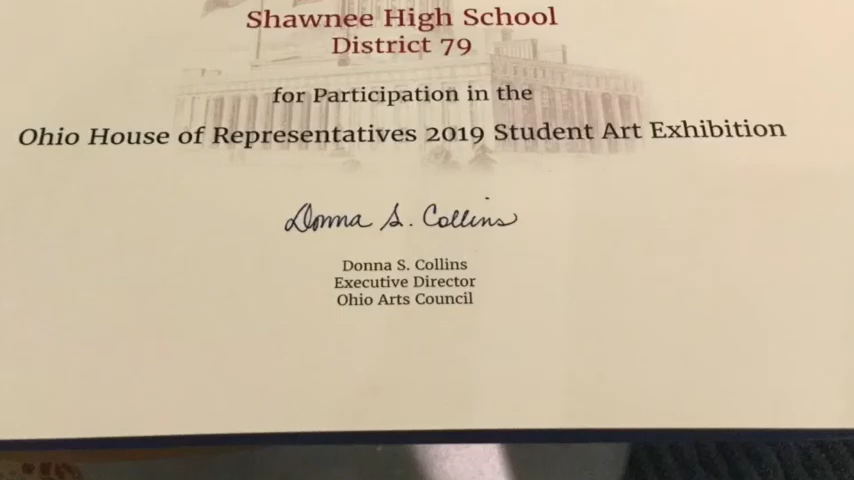 Shawnee High School
District 79
for Participation in the
Ohio House of Representatives 2019 Student Art Exhibition
Donna S. Collins
Donna S. Collins
Executive Director
Ohio Arts Council